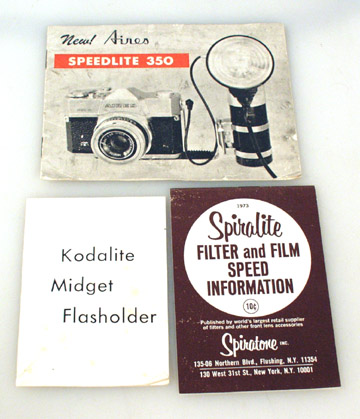 New! Aires
SPEEDLITE 350
Kodalite
Midget
Flasholder
1973
Spiralite
FILTER and FILM
SPEED
INFORMATION
10¢
Published by world's largest retail supplier
of filters and other front lens accessories
Spiratone INC.
135-06 Northern Blvd., Flushing, N.Y. 11354
130 West 31st St., New York, N.Y. 10001